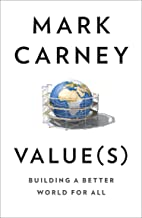 MARK
CARNEY
VALUE(S)
BUILDING A BETTER
WORLD FOR ALL